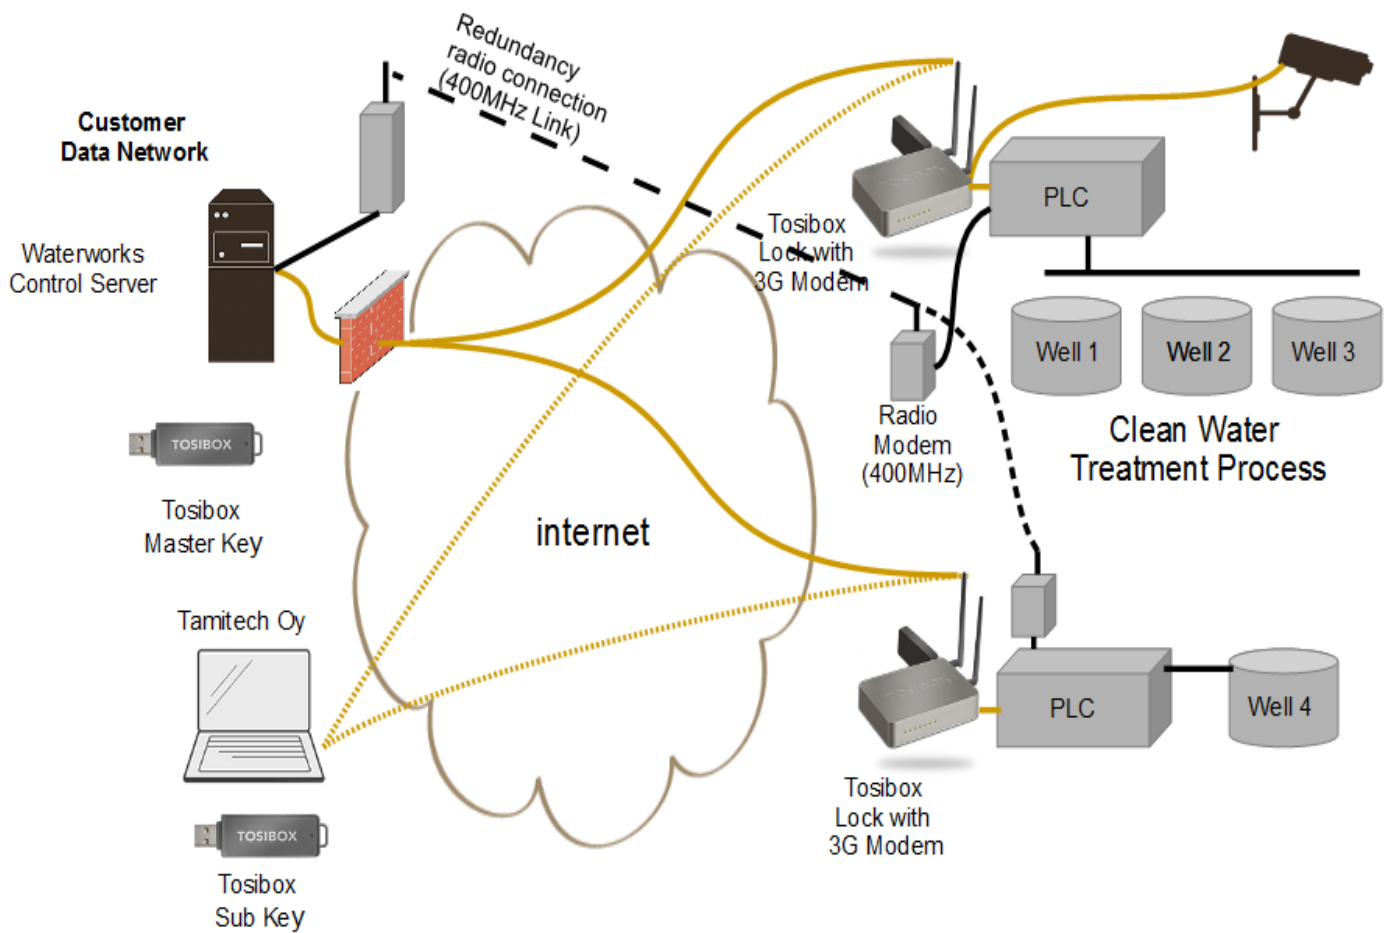 Redundancy
radio connection
(400MHz Link)
Customer
Data Network
Waterworks
Control Server
TOSIBOX
Tosibox
Master Key
Tamitech Oy
TOSIBOX
Tosibox
Sub Key
internet
TOSIBOX
Tosibox
Lock with
3G Modem
PLC
Well 1
Well 2
Well 3
Radio
Modem
(400MHz)
Clean Water
Treatment Process
TOSIBOX
PLC
Well 4
Tosibox
Lock with
3G Modem